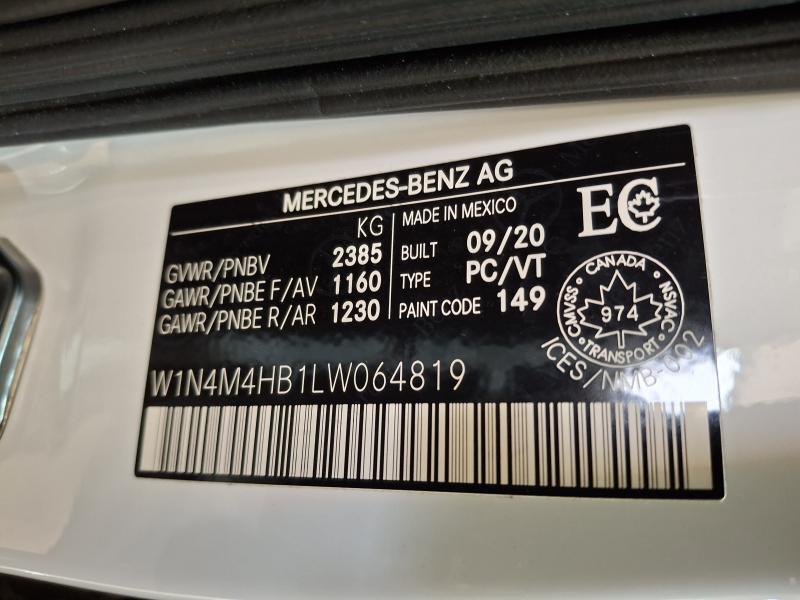 MERCEDES-BENZ AG
KG
GVWR/PNBV 2385
GAWR/PNBE F/AV 1160
GAWR/PNBE R/AR 1230
MADE IN MEXICO
BUILT 09/20
TYPE PC/VT
PAINT CODE 149
EC
CANADA
CMVSS 974 NSVAC
TRANSPORT
ICES/NMB-002
W1N4M4HB1LW064819